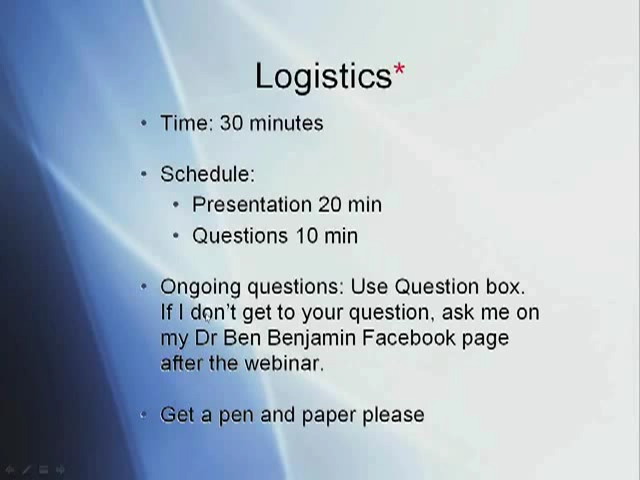 Logistics*
• Time: 30 minutes
• Schedule:
• Presentation 20 min
• Questions 10 min
• Ongoing questions: Use Question box.
If I don't get to your question, ask me on
my Dr Ben Benjamin Facebook page
after the webinar.
• Get a pen and paper please